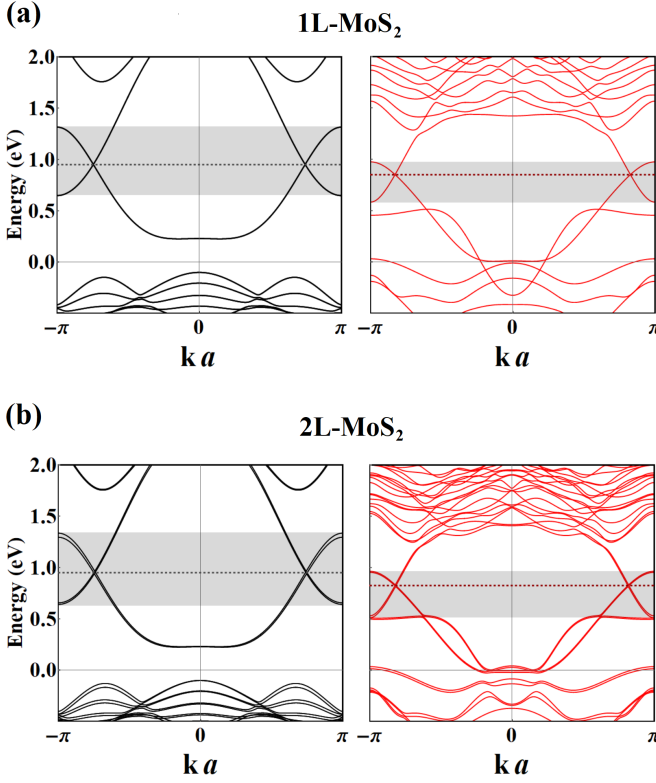 (a)
1L-MoS₂
2.0
1.5
1.0
0.5
0.0
Energy (eV)
−π 0 π
−π 0 π
k a
k a
(b)
2L-MoS₂
2.0
1.5
1.0
0.5
0.0
Energy (eV)
−π 0 π
−π 0 π
k a
k a